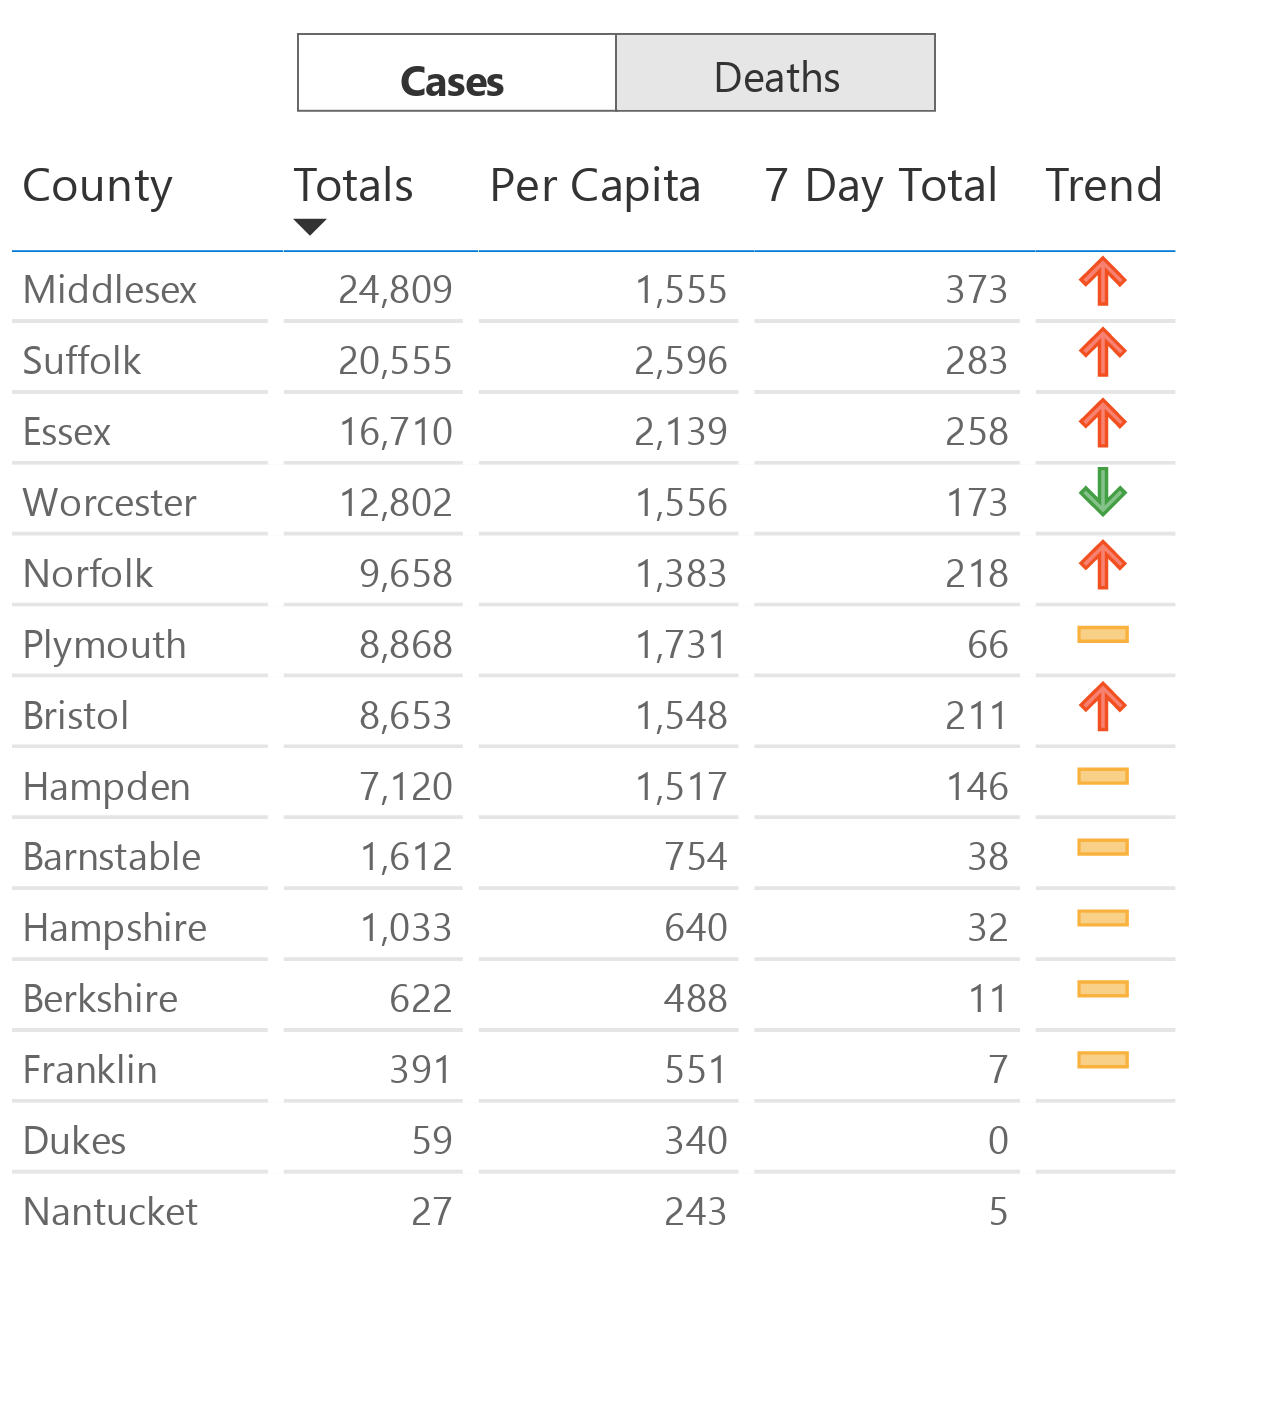 Cases Deaths
County Totals Per Capita 7 Day Total Trend
Middlesex 24,809 1,555 373
Suffolk 20,555 2,596 283
Essex 16,710 2,139 258
Worcester 12,802 1,556 173
Norfolk 9,658 1,383 218
Plymouth 8,868 1,731 66
Bristol 8,653 1,548 211
Hampden 7,120 1,517 146
Barnstable 1,612 754 38
Hampshire 1,033 640 32
Berkshire 622 488 11
Franklin 391 551 7
Dukes 59 340 0
Nantucket 27 243 5